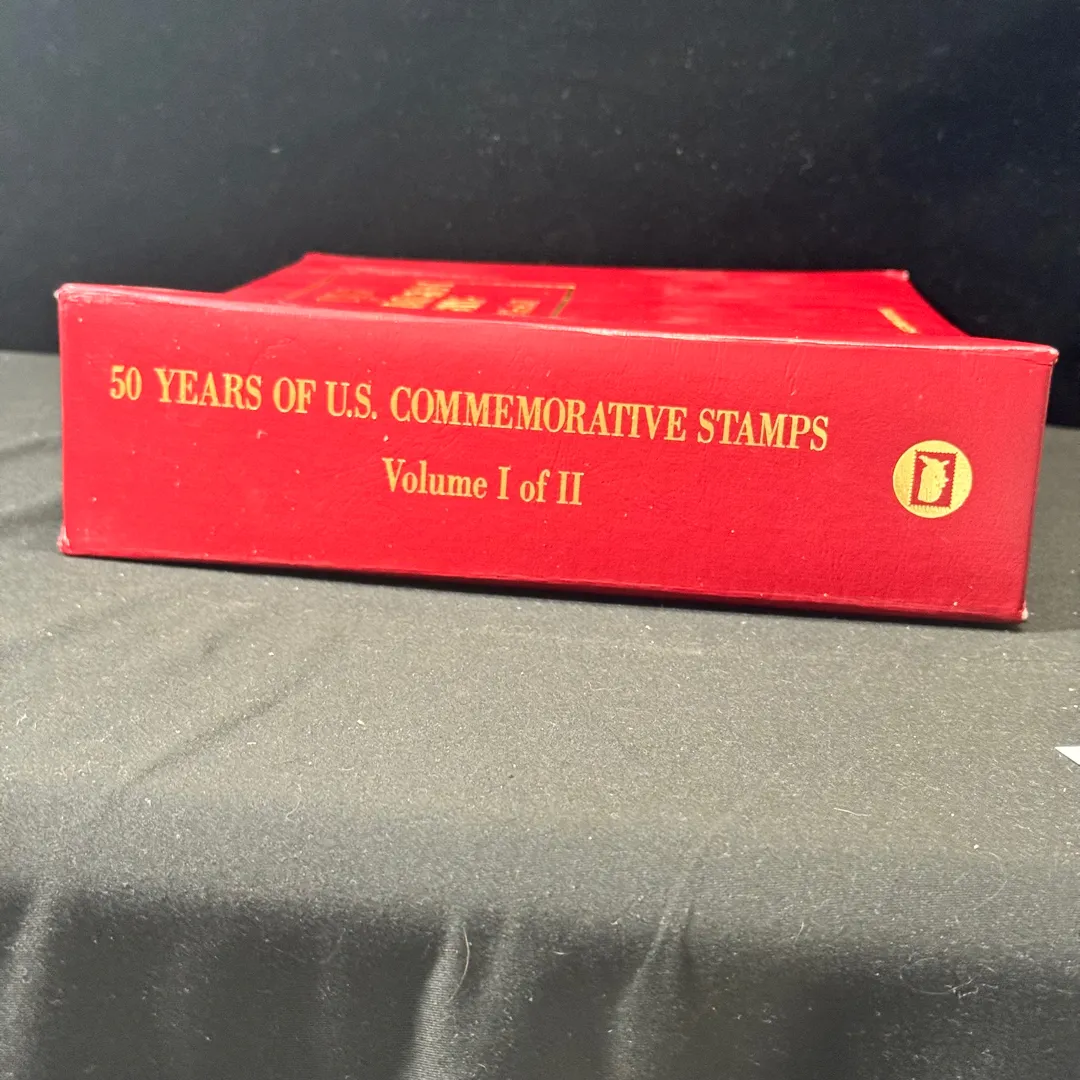 50 YEARS OF U.S. COMMEMORATIVE STAMPS
Volume I of II